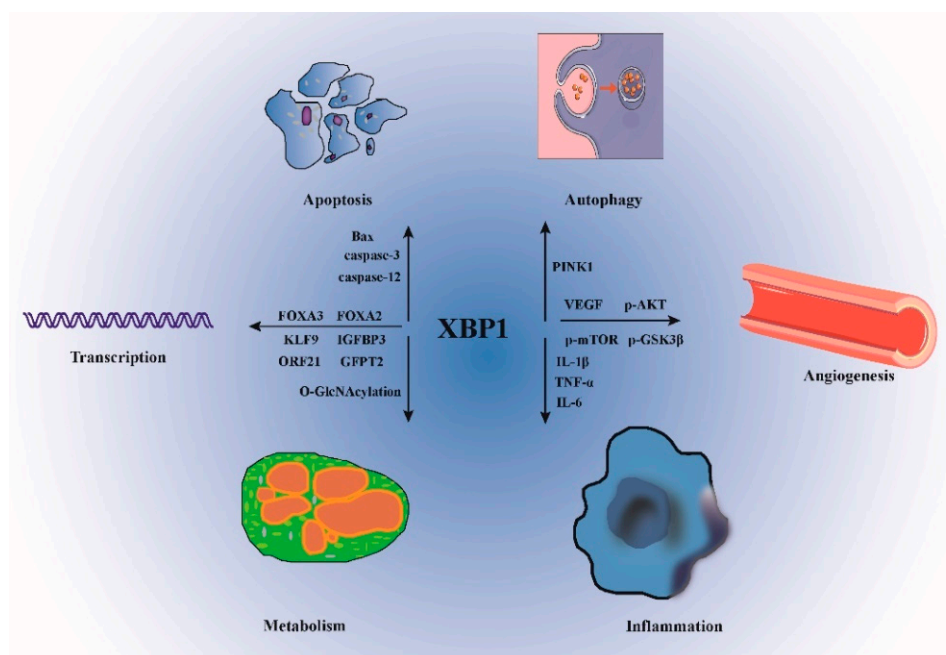 Apoptosis
Autophagy
Bax
caspase-3
caspase-12
PINK1
FOXA3 FOXA2
VEGF p-AKT
XBP1
KLF9 IGFBP3
p-mTOR p-GSK3β
Transcription
ORF21 GFPT2
IL-1β
Angiogenesis
TNF-α
O-GlcNAcylation
IL-6
Metabolism
Inflammation